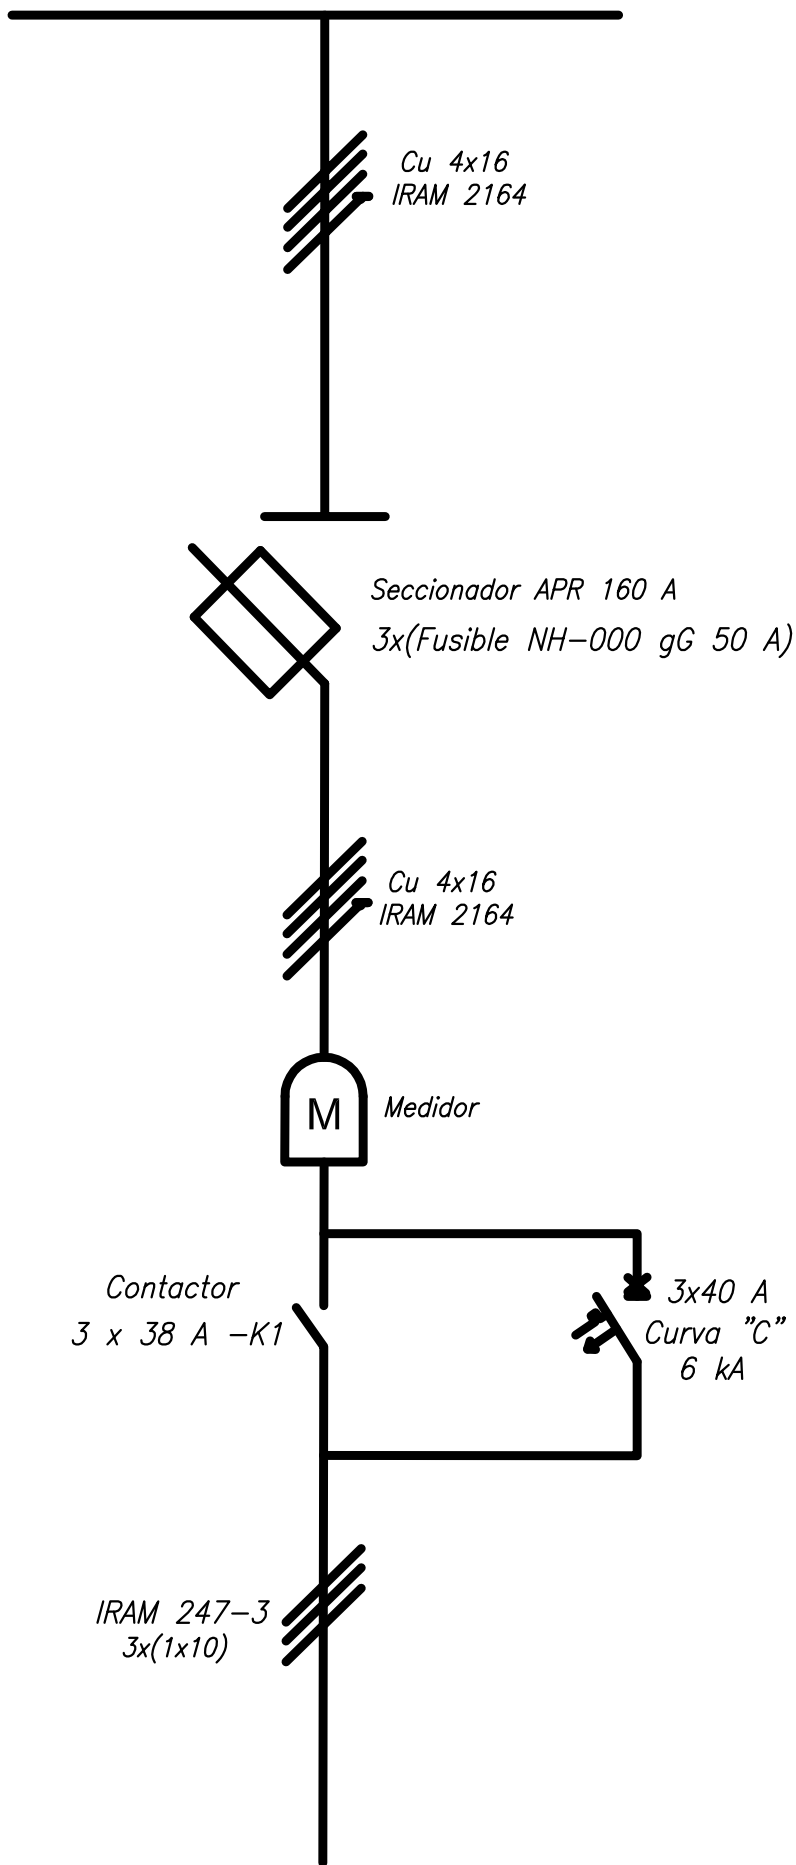 Cu 4x16
IRAM 2164
Seccionador APR 160 A
3x(Fusible NH-000 gG 50 A)
Cu 4x16
IRAM 2164
M
Medidor
Contactor
3 x 38 A -K1
3x40 A
Curva "C"
6 kA
IRAM 247-3
3x(1x10)